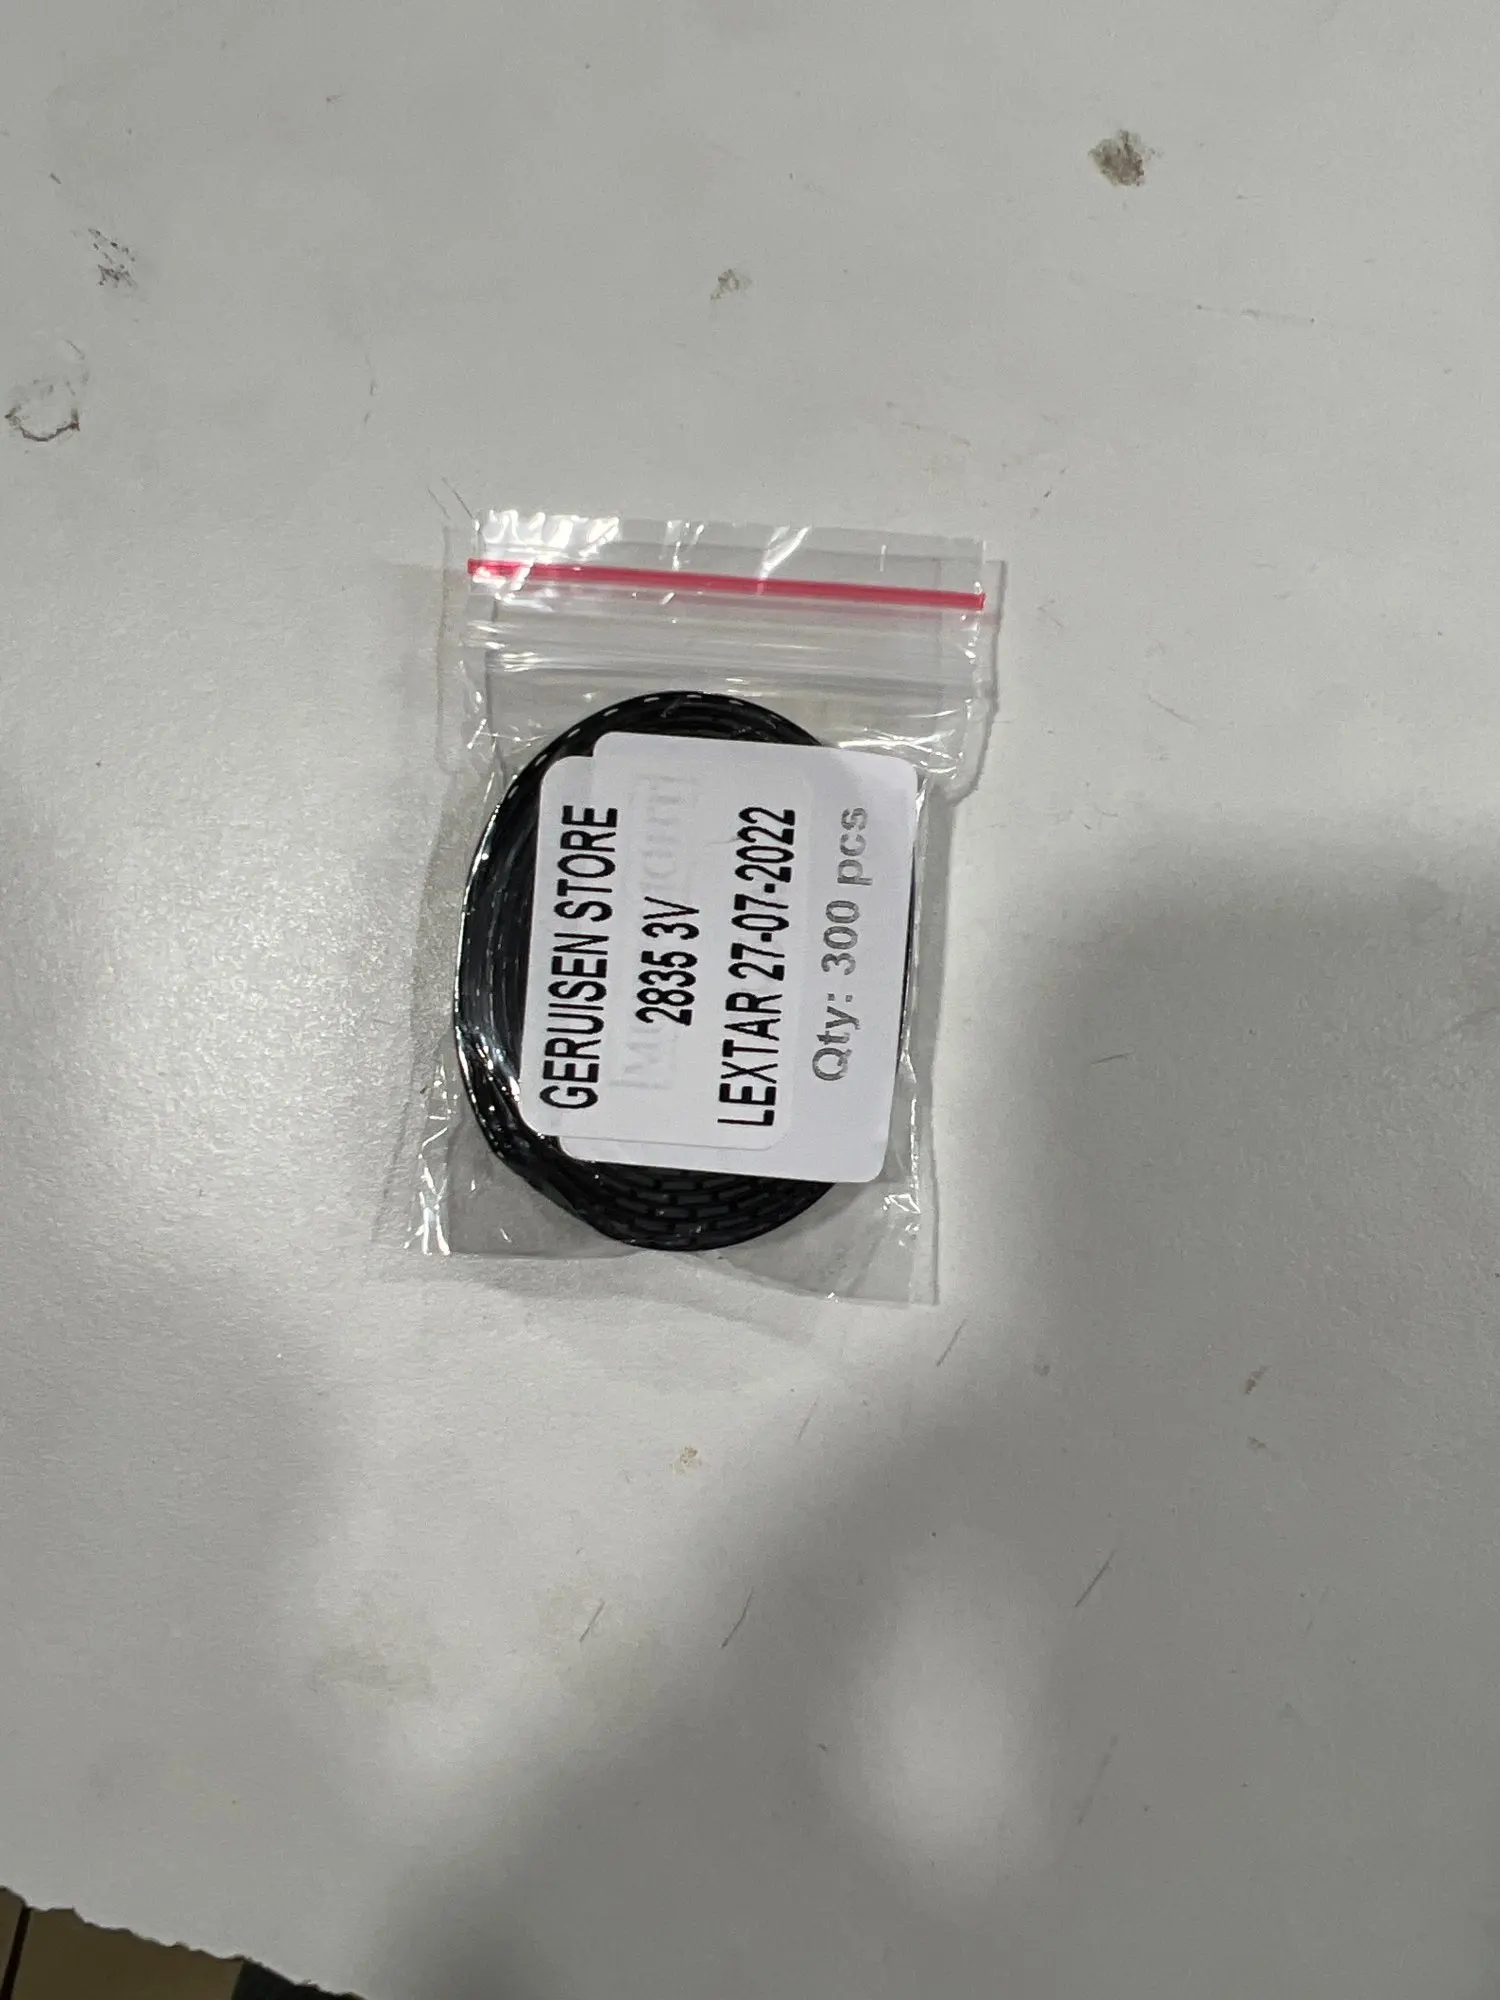 GERUISEN STORE
2835 3V
LEXTAR 27-07-2022
Qty: 300 pcs